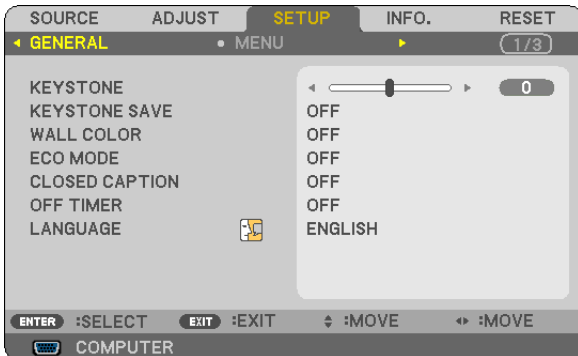 SOURCE ADJUST SETUP INFO. RESET
GENERAL • MENU (1/3)
KEYSTONE 0
KEYSTONE SAVE OFF
WALL COLOR OFF
ECO MODE OFF
CLOSED CAPTION OFF
OFF TIMER OFF
LANGUAGE ENGLISH
ENTER :SELECT EXIT :EXIT :MOVE :MOVE
COMPUTER